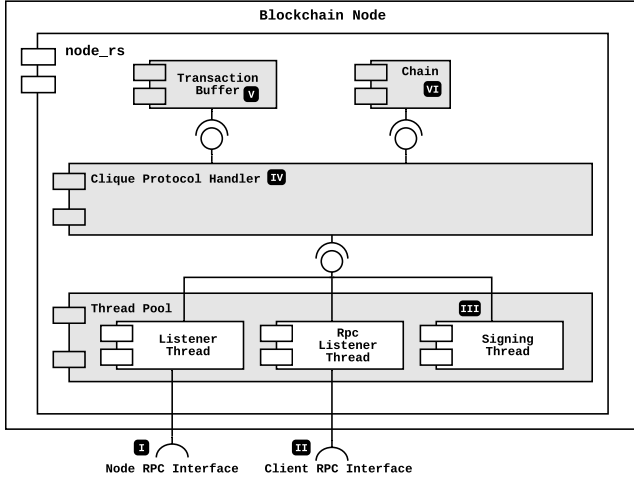 Blockchain Node
node_rs
Transaction
Buffer V
Chain
VI
Clique Protocol Handler IV
Thread Pool
III
Listener
Thread
Rpc
Listener
Thread
Signing
Thread
I
Node RPC Interface
II
Client RPC Interface